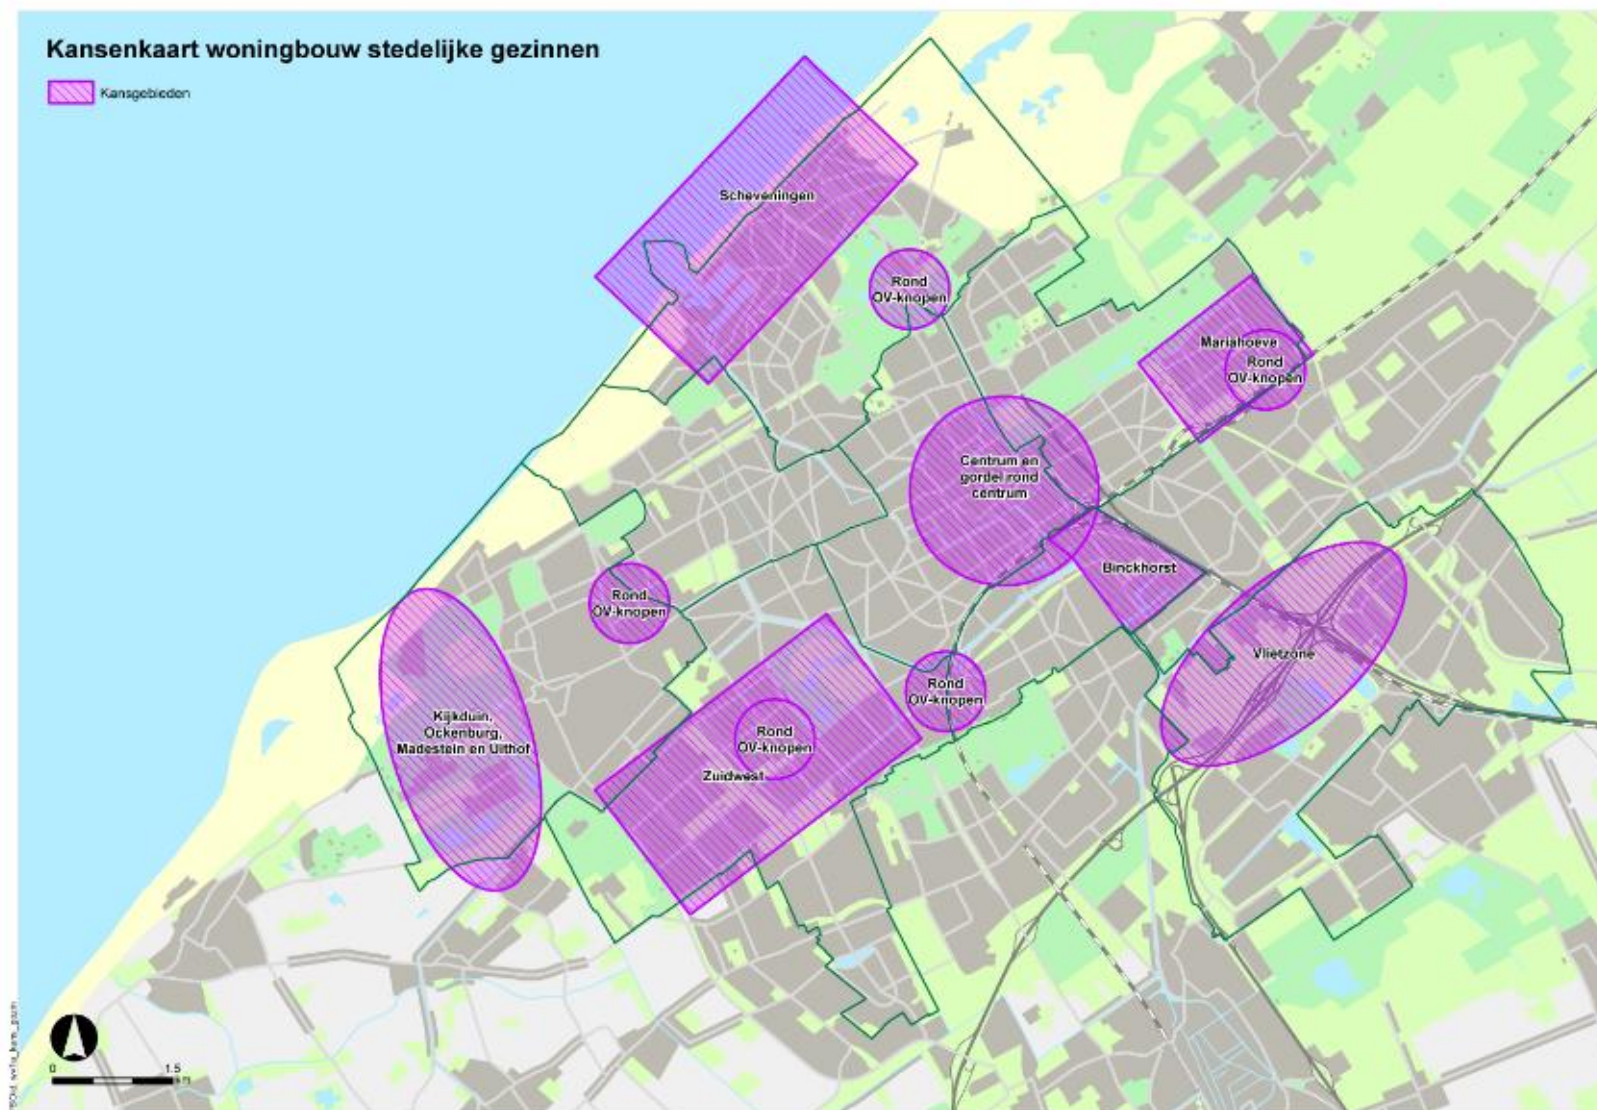 Kansenkaart woningbouw stedelijke gezinnen
Kansgebieden
Scheveningen
Rond
OV-knopen
Mariahoeve
Rond
OV-knopen
Centrum en
gordel rond
centrum
Binckhorst
Rond
OV-knopen
Vlietzone
Rond
OV-knopen
Kijkduin,
Ockenburg,
Madestein en Uithof
Rond
OV-knopen
Zuidwest
0 1.5
km